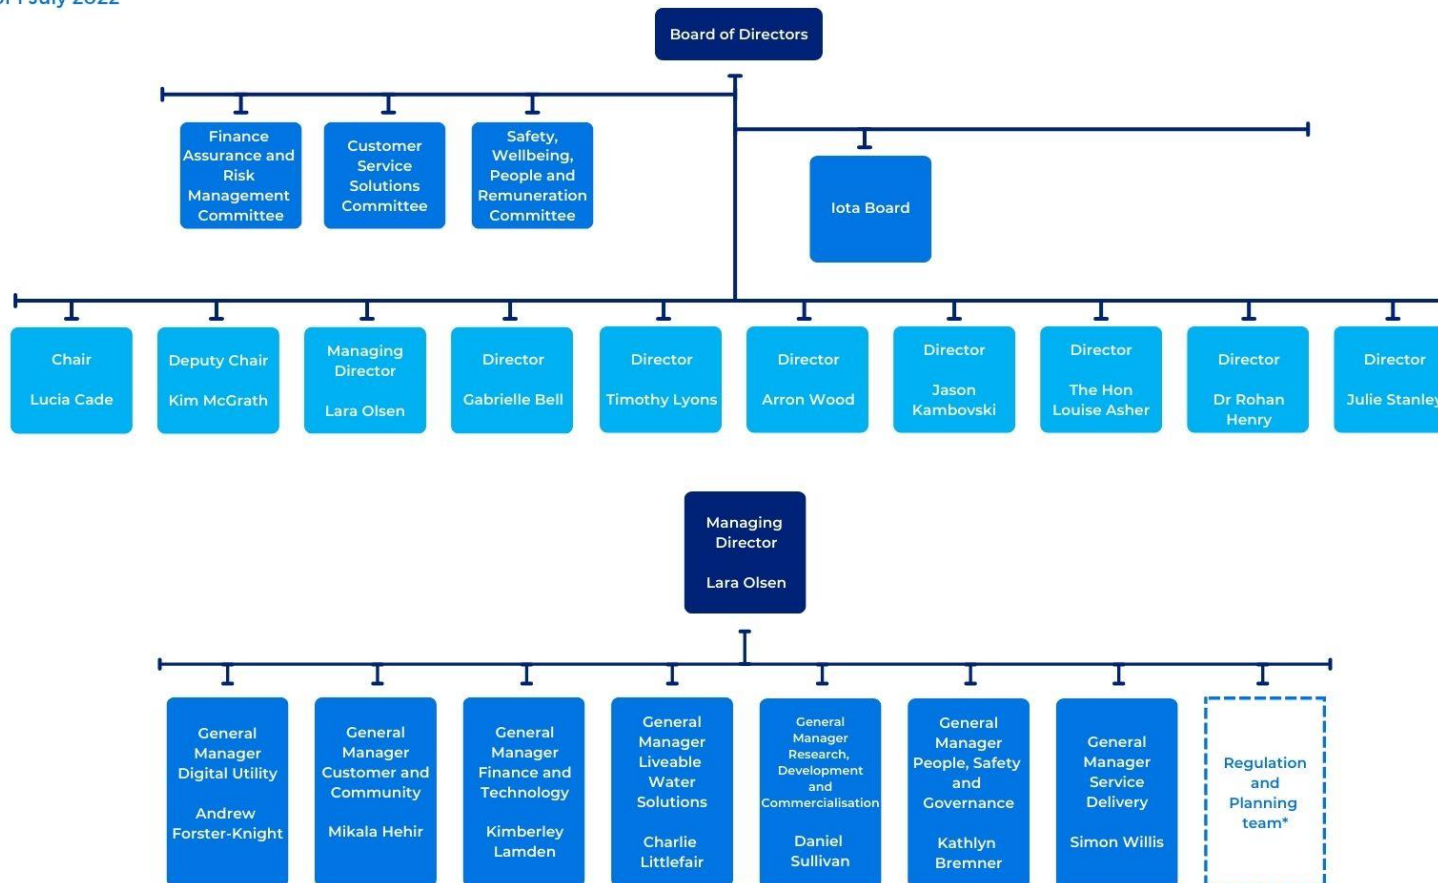 1 July 2022
Board of Directors
Finance
Assurance and
Risk
Management
Committee
Customer
Service
Solutions
Committee
Safety,
Wellbeing,
People and
Remuneration
Committee
Iota Board
Chair
Lucia Cade
Deputy Chair
Kim McGrath
Managing
Director
Lara Olsen
Director
Gabrielle Bell
Director
Timothy Lyons
Director
Arron Wood
Director
Jason
Kambovski
Director
The Hon
Louise Asher
Director
Dr Rohan
Henry
Director
Julie Stanley
Managing
Director
Lara Olsen
General
Manager
Digital Utility
Andrew
Forster-Knight
General
Manager
Customer and
Community
Mikala Hehir
General
Manager
Finance and
Technology
Kimberley
Lamden
General
Manager
Liveable
Water
Solutions
Charlie
Littlefair
General
Manager
Research,
Development
and
Commercialisation
Daniel
Sullivan
General
Manager
People, Safety
and
Governance
Kathlyn
Bremner
General
Manager
Service
Delivery
Simon Willis
Regulation
and
Planning
team*